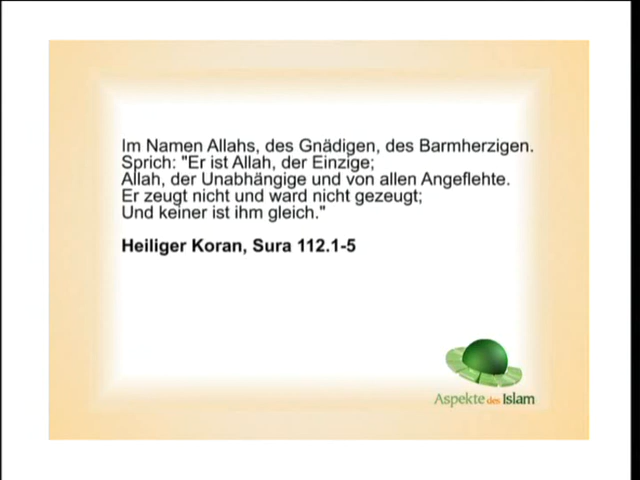 Im Namen Allahs, des Gnädigen, des Barmherzigen.
Sprich: "Er ist Allah, der Einzige;
Allah, der Unabhängige und von allen Angeflehte.
Er zeugt nicht und ward nicht gezeugt;
Und keiner ist ihm gleich."
Heiliger Koran, Sura 112.1-5
Aspekte des Islam